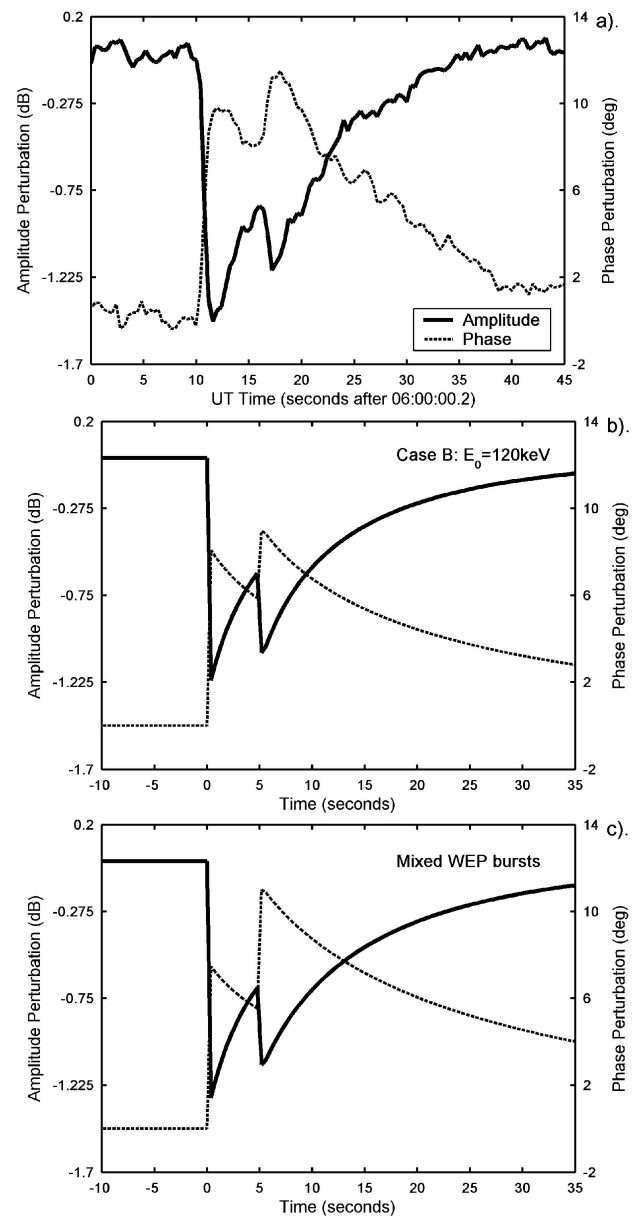 a).
0.2
-0.275
-0.75
-1.225
-1.7
Amplitude Perturbation (dB)
14
10
6
2
-2
Phase Perturbation (deg)
Amplitude
Phase
0 5 10 15 20 25 30 35 40 45
UT Time (seconds after 06:00:00.2)
b).
0.2
-0.275
-0.75
-1.225
-1.7
Amplitude Perturbation (dB)
14
10
6
2
-2
Phase Perturbation (deg)
Case B: E₀=120keV
-10 -5 0 5 10 15 20 25 30 35
Time (seconds)
c).
0.2
-0.275
-0.75
-1.225
-1.7
Amplitude Perturbation (dB)
14
10
6
2
-2
Phase Perturbation (deg)
Mixed WEP bursts
-10 -5 0 5 10 15 20 25 30 35
Time (seconds)